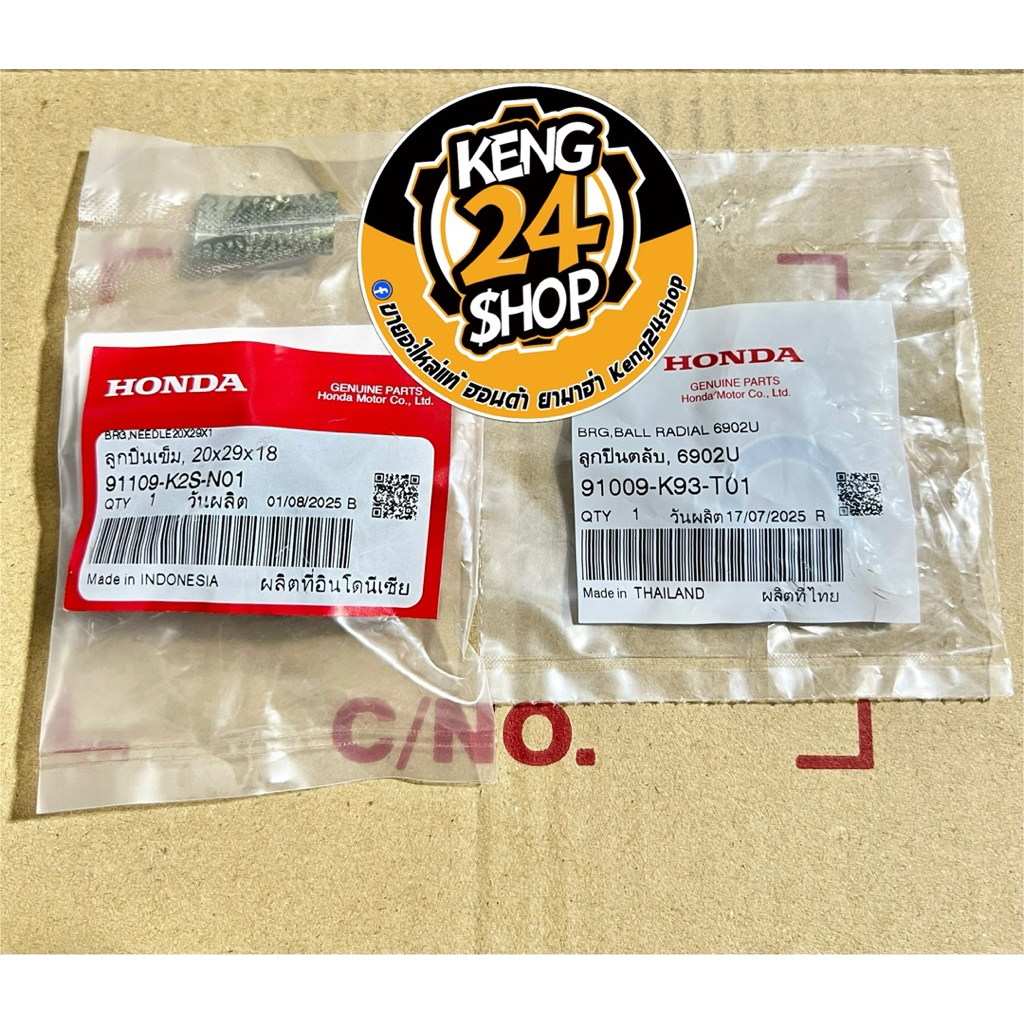 KENG
24
$HOP
ขายอะไหล่แท้ ฮอนด้า ยามาฮ่า Keng24shop
HONDA
GENUINE PARTS
Honda Motor Co., Ltd.
BRG,NEEDLE20X29X1
ลูกปืนเข็ม, 20x29x18
91109-K2S-N01
QTY 1 วันผลิต 01/08/2025 B
Made in INDONESIA ผลิตที่อินโดนีเซีย
HONDA
GENUINE PARTS
Honda Motor Co., Ltd.
BRG,BALL RADIAL 6902U
ลูกปืนตลับ, 6902U
91009-K93-T01
QTY 1 วันผลิต 17/07/2025 R
Made in THAILAND ผลิตที่ไทย
C/NO.